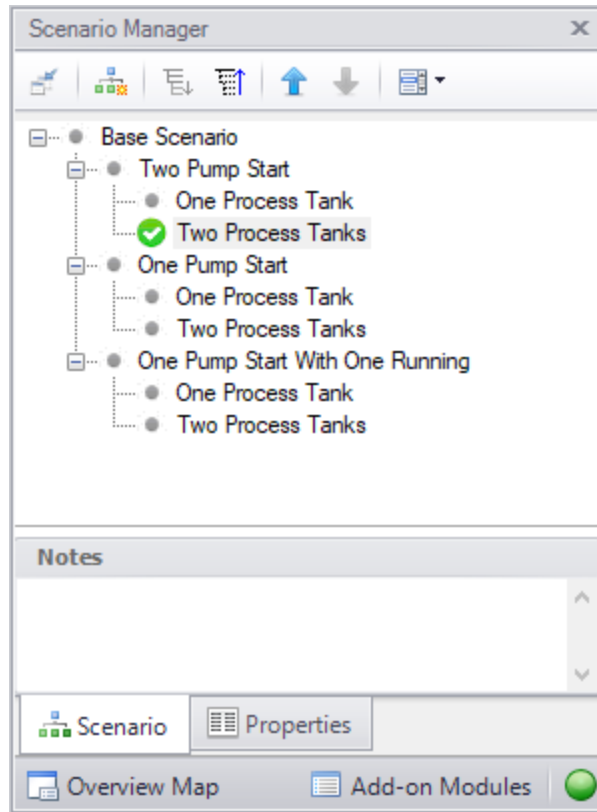 Scenario Manager
Base Scenario
Two Pump Start
One Process Tank
Two Process Tanks
One Pump Start
One Process Tank
Two Process Tanks
One Pump Start With One Running
One Process Tank
Two Process Tanks
Notes
Scenario Properties
Overview Map Add-on Modules